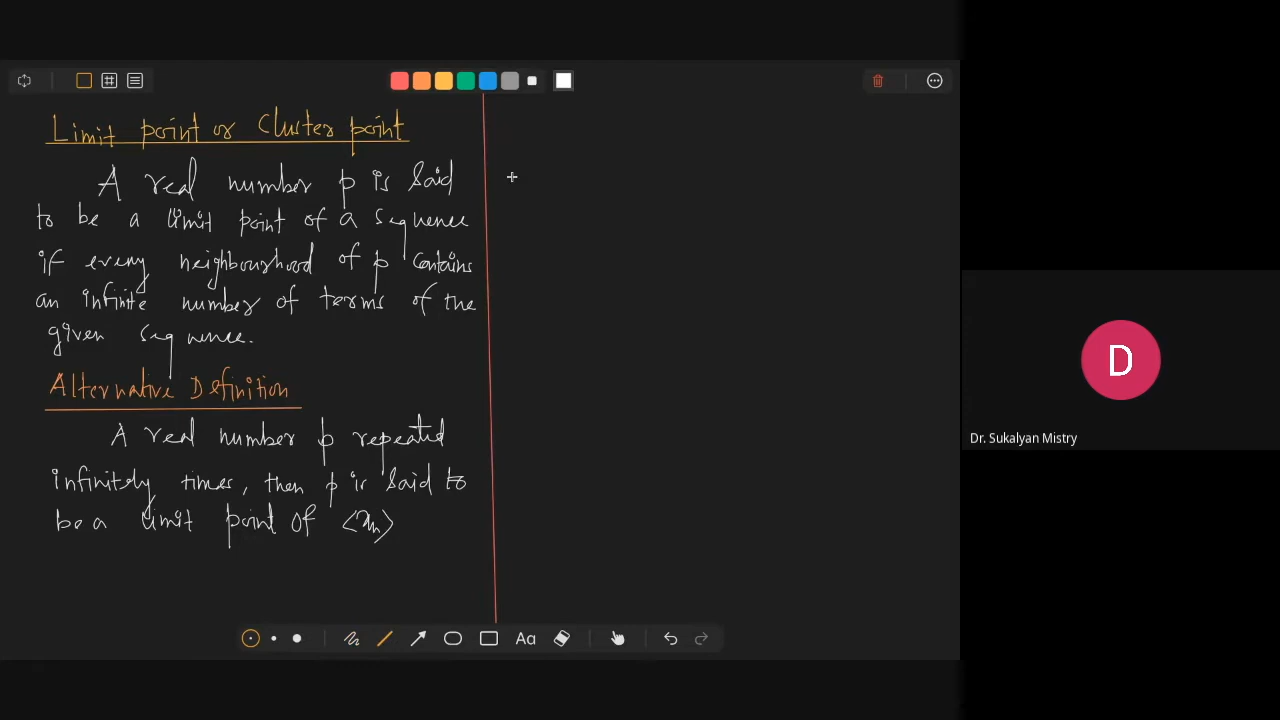 Limit point or Cluster point
A real number p is said
to be a limit point of a sequence
if every neighbourhood of p contains
an infinite number of terms of the
given sequence.
Alternative Definition
A real number p repeated
infinitely times, then p is said to
be a limit point of ⟨xn⟩
Aa
D
Dr. Sukalyan Mistry